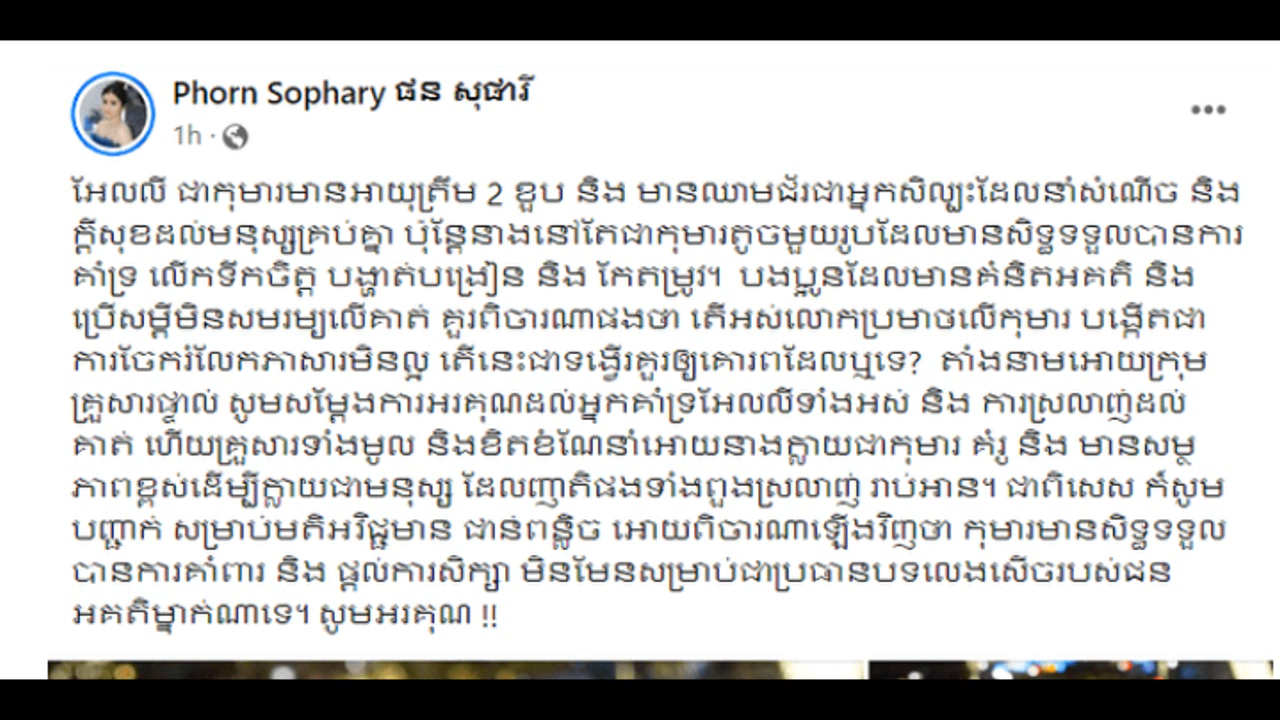 Phorn Sophary ផន សុផារី
1h ·
អែលលី ជាកុមារមានអាយុត្រឹម 2 ខួប និង មានឈាមជ័រជាអ្នកសិល្បះដែលនាំសំណើច និង
ក្ដីសុខដល់មនុស្សគ្រប់គ្នា ប៉ុន្តែនាងនៅតែជាកុមារតូចមួយរូបដែលមានសិទ្ធទទួលបានការ
គាំទ្រ លើកទឹកចិត្ត បង្ហាត់បង្រៀន និង កែតម្រូវ។ បងប្អូនដែលមានគំនិតអគតិ និង
ប្រើសម្ដីមិនសមរម្យលើគាត់ គួរពិចារណាផងថា តើអស់លោកប្រមាថលើកុមារ បង្កើតជា
ការចែករំលែកភាសារមិនល្អ តើនេះជាទង្វើរគួរឲ្យគោរពដែលឬទេ? តាំងនាមអោយក្រុម
គ្រួសារផ្ទាល់ សូមសម្ដែងការអរគុណដល់អ្នកគាំទ្រអែលលីទាំងអស់ និង ការស្រលាញ់ដល់
គាត់ ហើយគ្រួសារទាំងមូល និងខិតខំណែនាំអោយនាងក្លាយជាកុមារ គំរូ និង មានសម្ថ
ភាពខ្ពស់ដើម្បីក្លាយជាមនុស្ស ដែលញាតិផងទាំងពួងស្រលាញ់ រាប់អាន។ ជាពិសេស ក៍សូម
បញ្ជាក់ សម្រាប់មតិអវិជ្ជមាន ជាន់ពន្លិច អោយពិចារណាឡើងវិញថា កុមារមានសិទ្ធទទួល
បានការគាំពារ និង ផ្ដល់ការសិក្សា មិនមែនសម្រាប់ជាប្រធានបទលេងសើចរបស់ជន
អគតិម្នាក់ណាទេ។ សូមអរគុណ !!